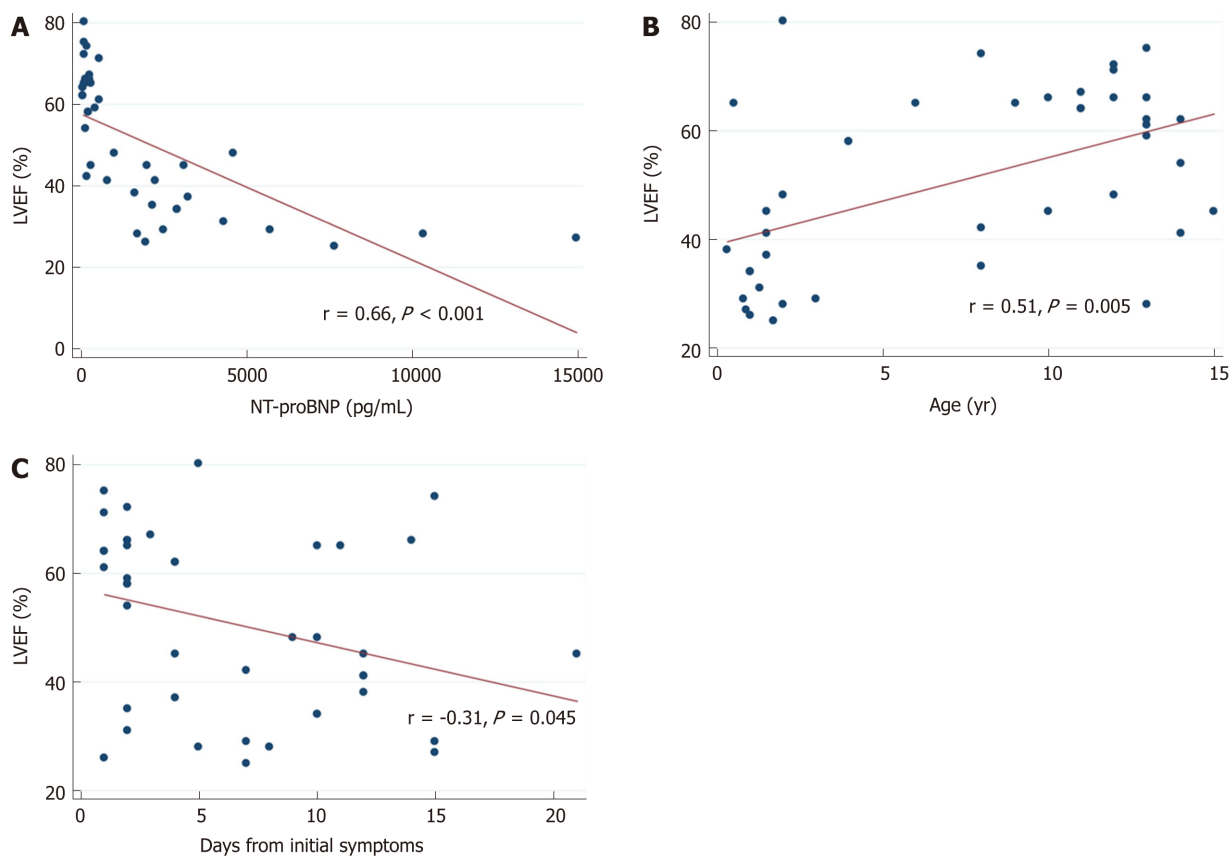 A
80
60
40
20
0
LVEF (%)
r = 0.66, P < 0.001
0 5000 10000 15000
NT-proBNP (pg/mL)
B
80
60
40
20
LVEF (%)
r = 0.51, P = 0.005
0 5 10 15
Age (yr)
C
80
60
40
20
LVEF (%)
r = -0.31, P = 0.045
0 5 10 15 20
Days from initial symptoms